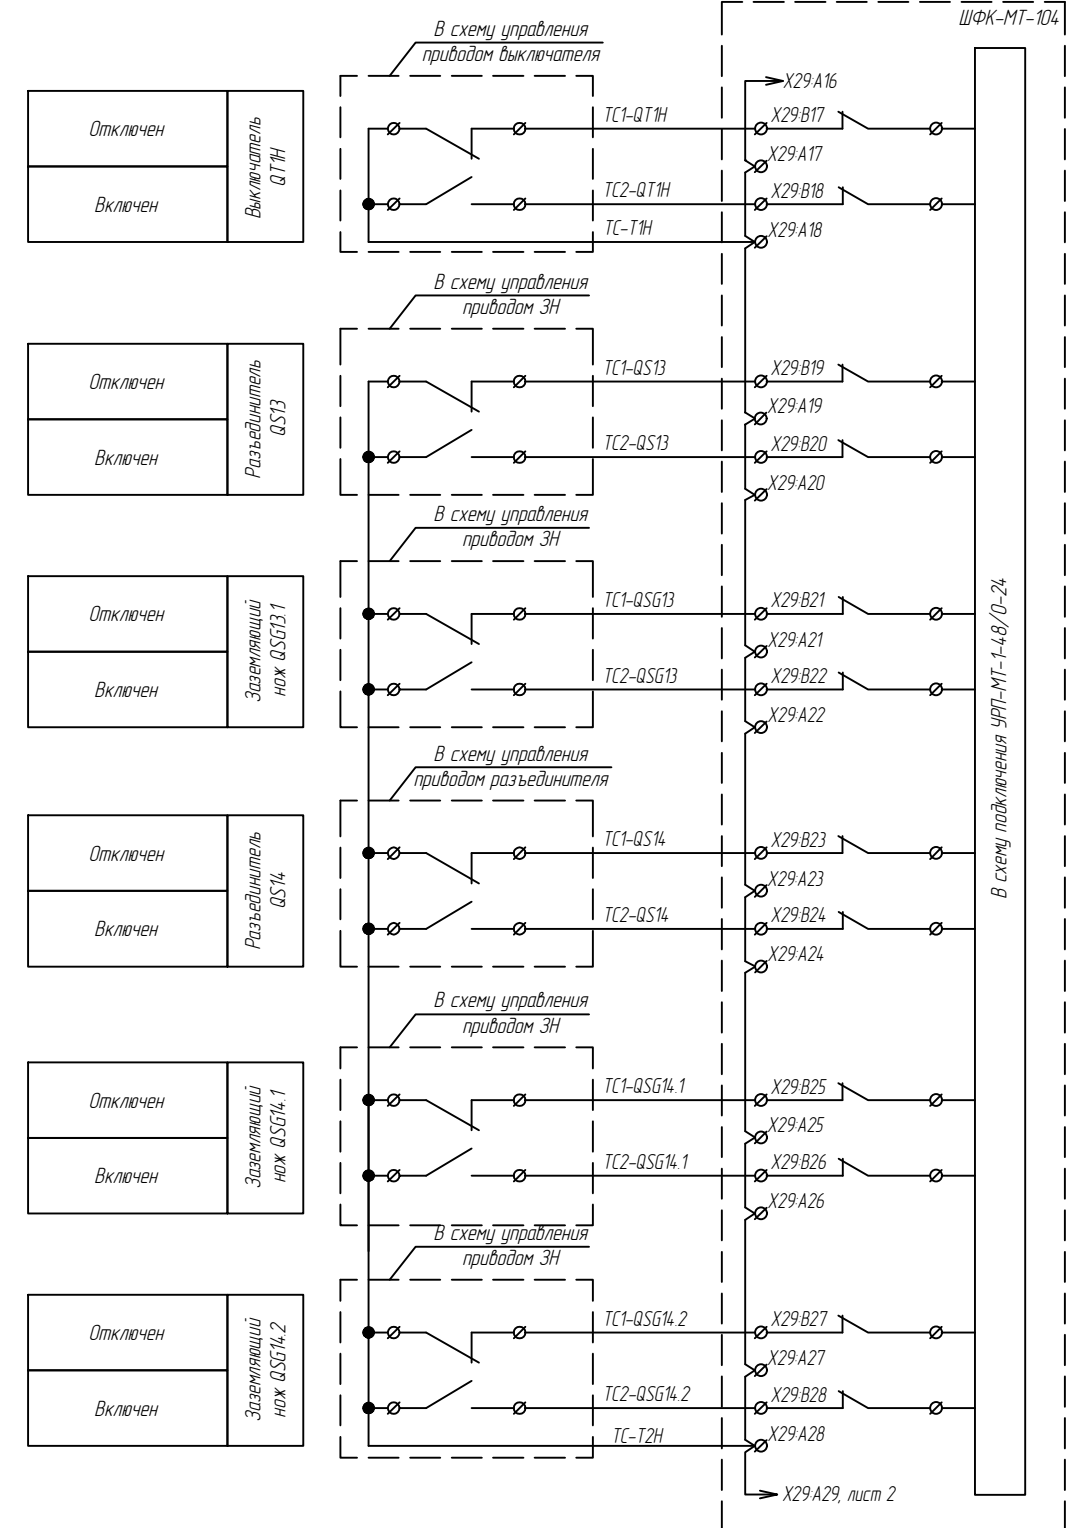 ШФК-МТ-104
В схему управления
приводом выключателя
X29:A16
Отключен
Включен
Выключатель
QT1H
TC1-QT1H
X29:B17
X29:A17
TC2-QT1H
X29:B18
TC-T1H
X29:A18
В схему управления
приводом ЗН
Отключен
Включен
Разъединитель
QS13
TC1-QS13
X29:B19
X29:A19
TC2-QS13
X29:B20
X29:A20
В схему управления
приводом ЗН
Отключен
Включен
Заземляющий
нож QSG13.1
TC1-QSG13
X29:B21
X29:A21
TC2-QSG13
X29:B22
X29:A22
В схему управления
приводом разъединителя
Отключен
Включен
Разъединитель
QS14
TC1-QS14
X29:B23
X29:A23
TC2-QS14
X29:B24
X29:A24
В схему подключения УРП-МТ-1-48/0-24
В схему управления
приводом ЗН
Отключен
Включен
Заземляющий
нож QSG14.1
TC1-QSG14.1
X29:B25
X29:A25
TC2-QSG14.1
X29:B26
X29:A26
В схему управления
приводом ЗН
Отключен
Включен
Заземляющий
нож QSG14.2
TC1-QSG14.2
X29:B27
X29:A27
TC2-QSG14.2
X29:B28
TC-T2H
X29:A28
X29:A29, лист 2